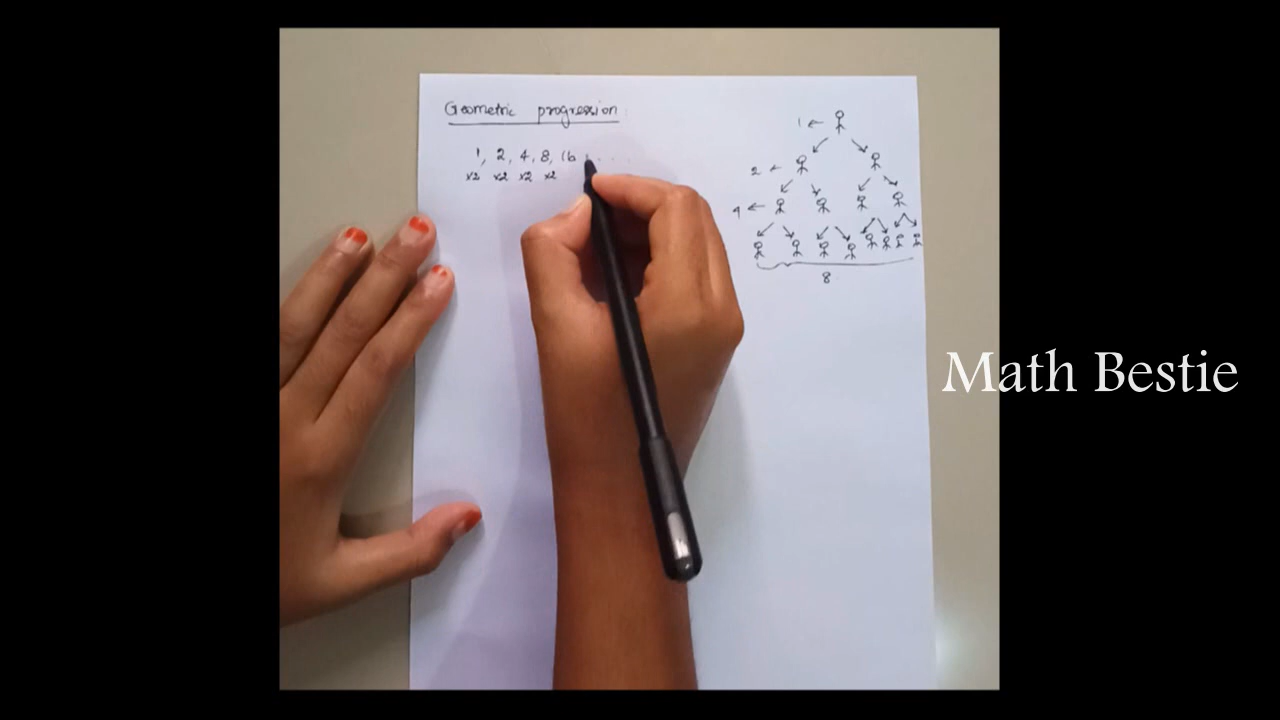 Geometric progression
1, 2, 4, 8, 16 . . . .
x2 x2 x2 x2
1 ←
2 ←
4 ←
8
Math Bestie